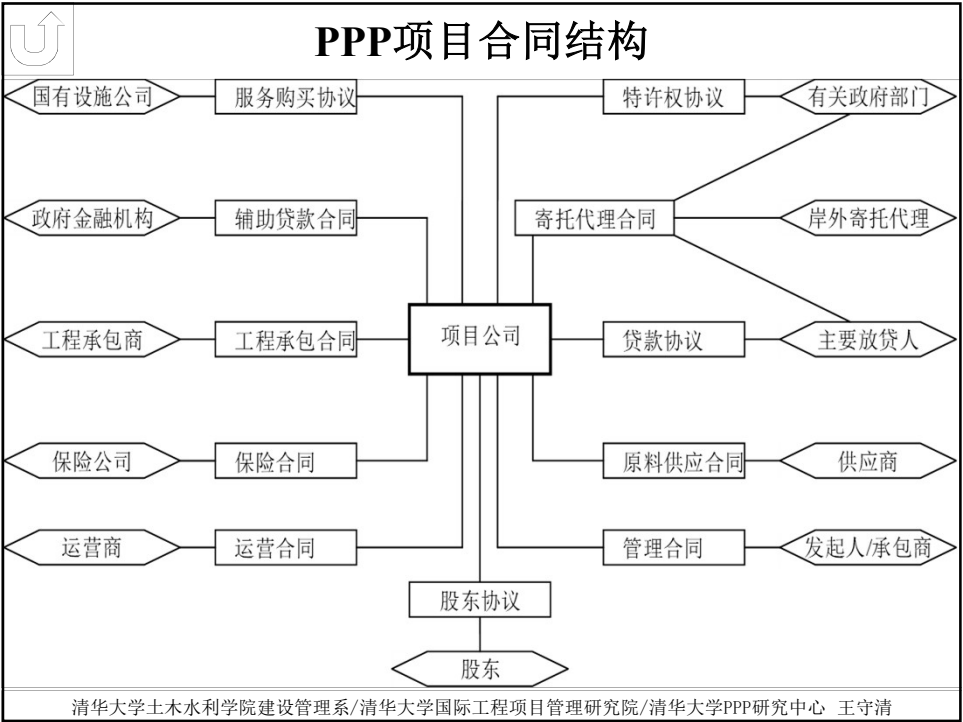 PPP项目合同结构
国有设施公司 服务购买协议 特许权协议 有关政府部门
政府金融机构 辅助贷款合同 寄托代理合同 岸外寄托代理
工程承包商 工程承包合同 项目公司 贷款协议 主要放贷人
保险公司 保险合同 原料供应合同 供应商
运营商 运营合同 管理合同 发起人/承包商
股东协议
股东
清华大学土木水利学院建设管理系/清华大学国际工程项目管理研究院/清华大学PPP研究中心 王守清